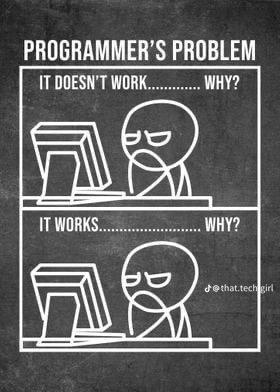 PROGRAMMER'S PROBLEM
IT DOESN'T WORK............. WHY?
IT WORKS......................... WHY?
@that.techgirl